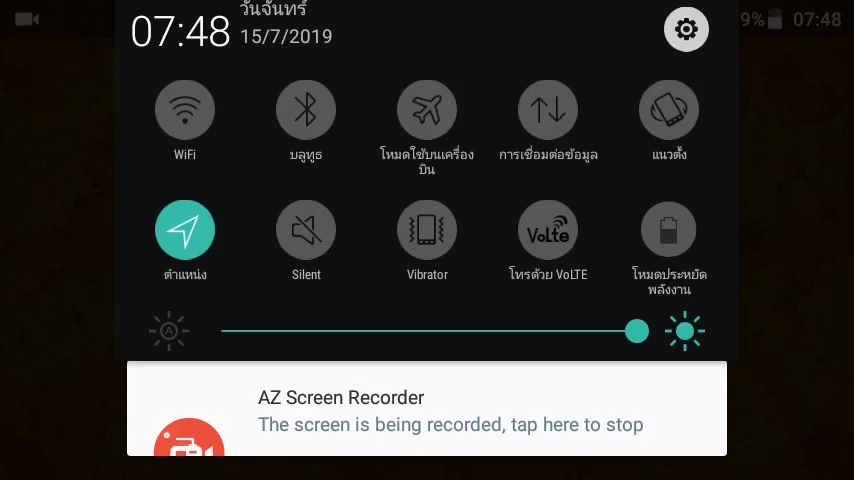 วันจันทร์
07:48
15/7/2019
9%
07:48
WiFi
บลูทูธ
โหมดใช้บนเครื่อง
บิน
การเชื่อมต่อข้อมูล
แนวตั้ง
VoLte
ตำแหน่ง
Silent
Vibrator
โทรด้วย VoLTE
โหมดประหยัด
พลังงาน
A
AZ Screen Recorder
The screen is being recorded, tap here to stop